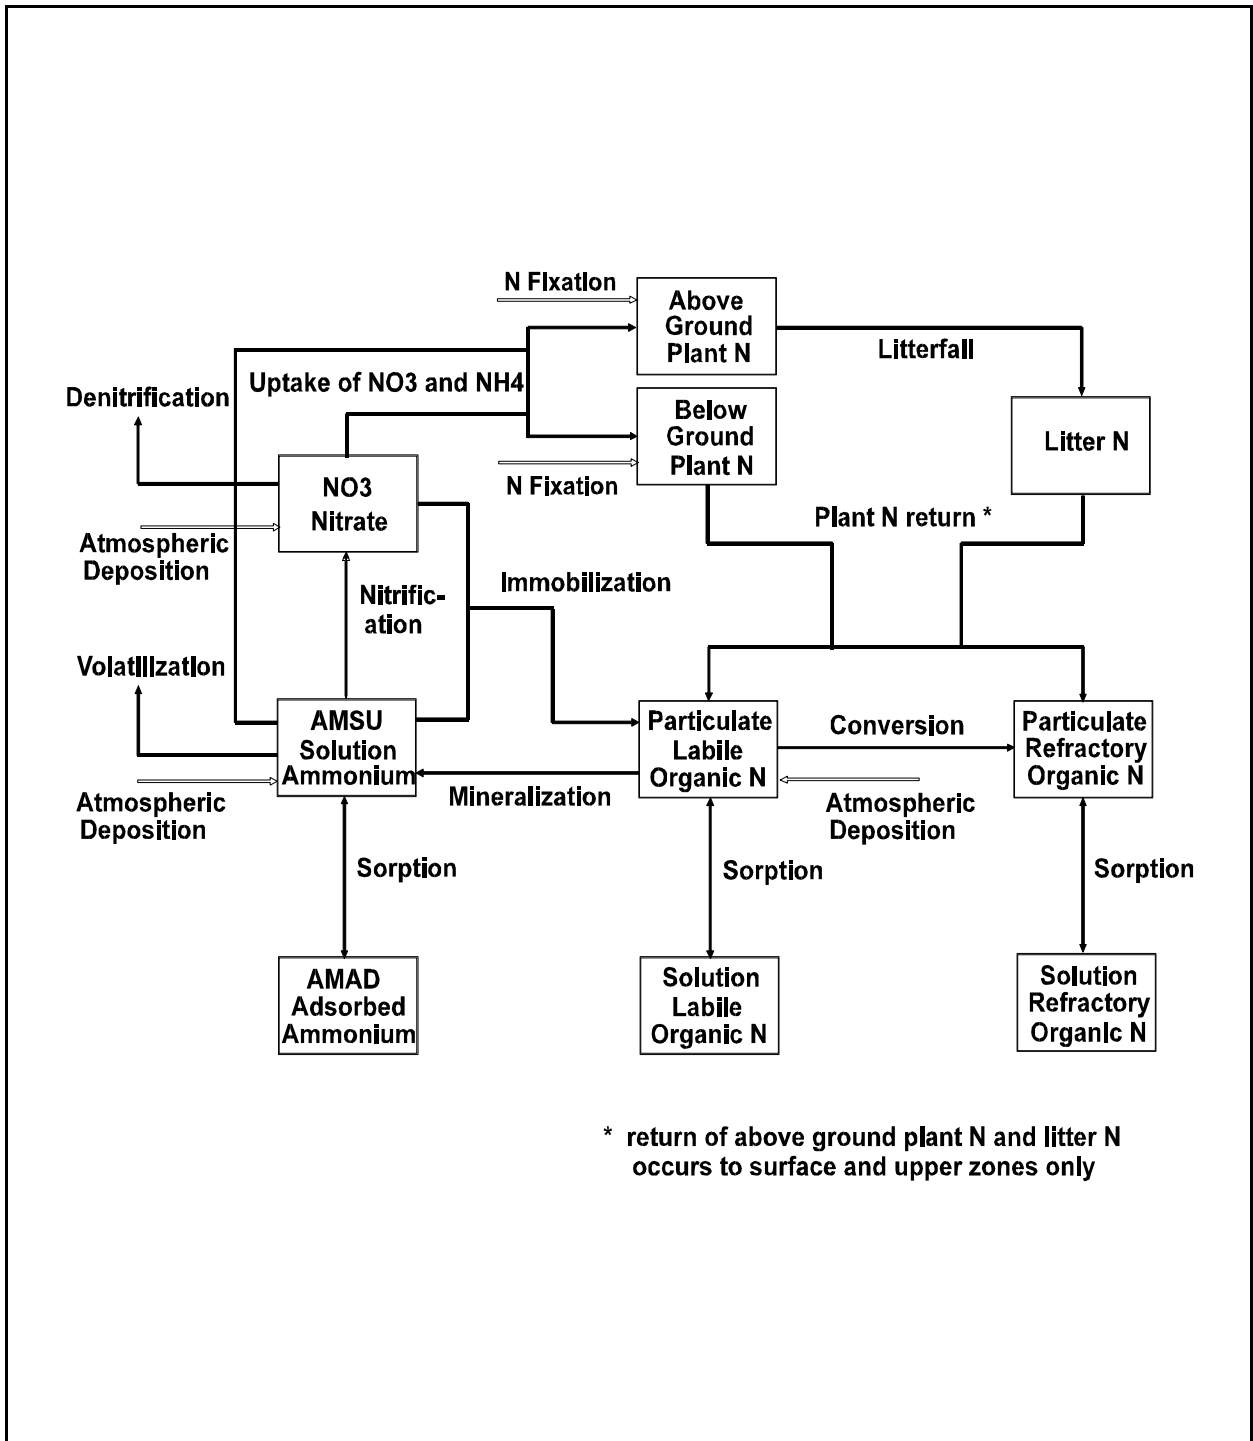 N Fixation
Above
Ground
Plant N
Litterfall
Uptake of NO3 and NH4
Denitrification
Below
Ground
Plant N
Litter N
N Fixation
NO3
Nitrate
Plant N return *
Atmospheric
Deposition
Immobilization
Nitrific-
ation
Volatilization
AMSU
Solution
Ammonium
Particulate
Labile
Organic N
Conversion
Particulate
Refractory
Organic N
Atmospheric
Deposition
Mineralization
Atmospheric
Deposition
Sorption
Sorption
Sorption
AMAD
Adsorbed
Ammonium
Solution
Labile
Organic N
Solution
Refractory
Organic N
* return of above ground plant N and litter N
occurs to surface and upper zones only